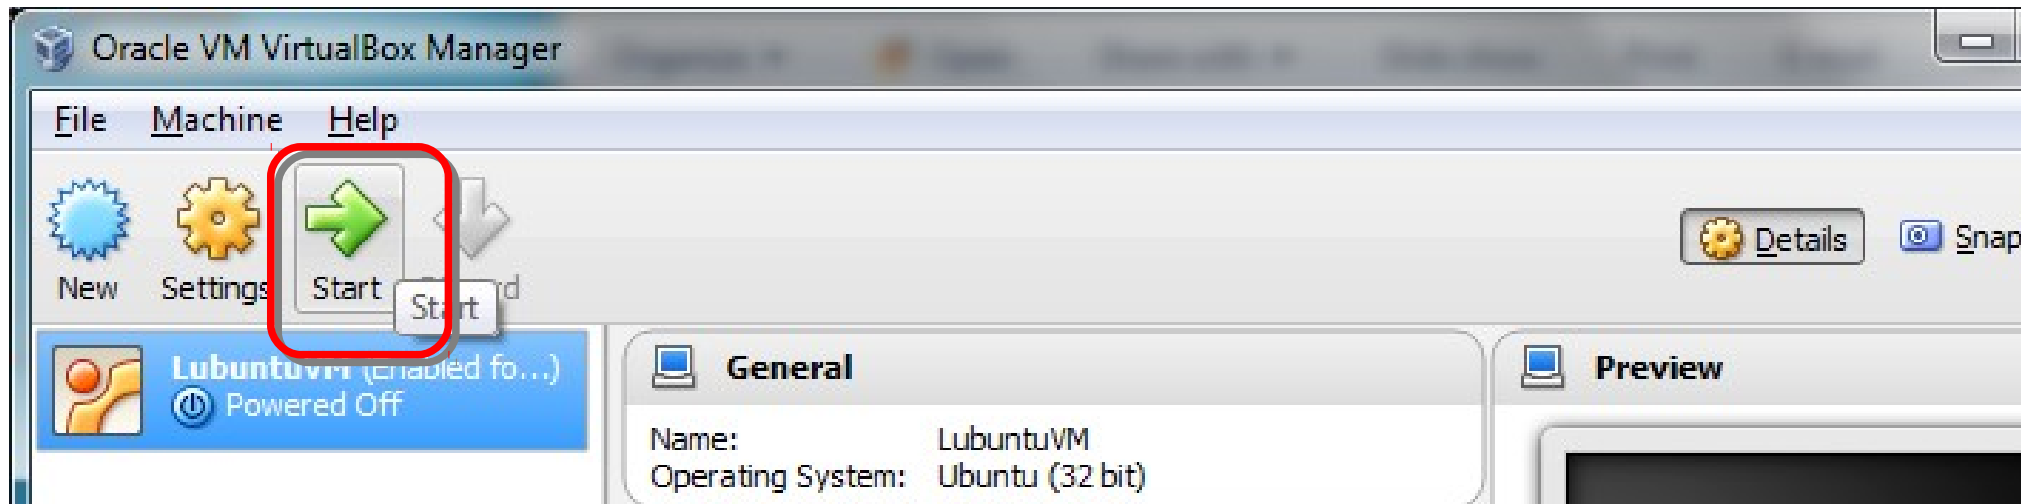 Oracle VM VirtualBox Manager
File Machine Help
New Settings Start
Start
Details Snap
LubuntuVM (Enabled fo...)
Powered Off
General
Preview
Name: LubuntuVM
Operating System: Ubuntu (32 bit)